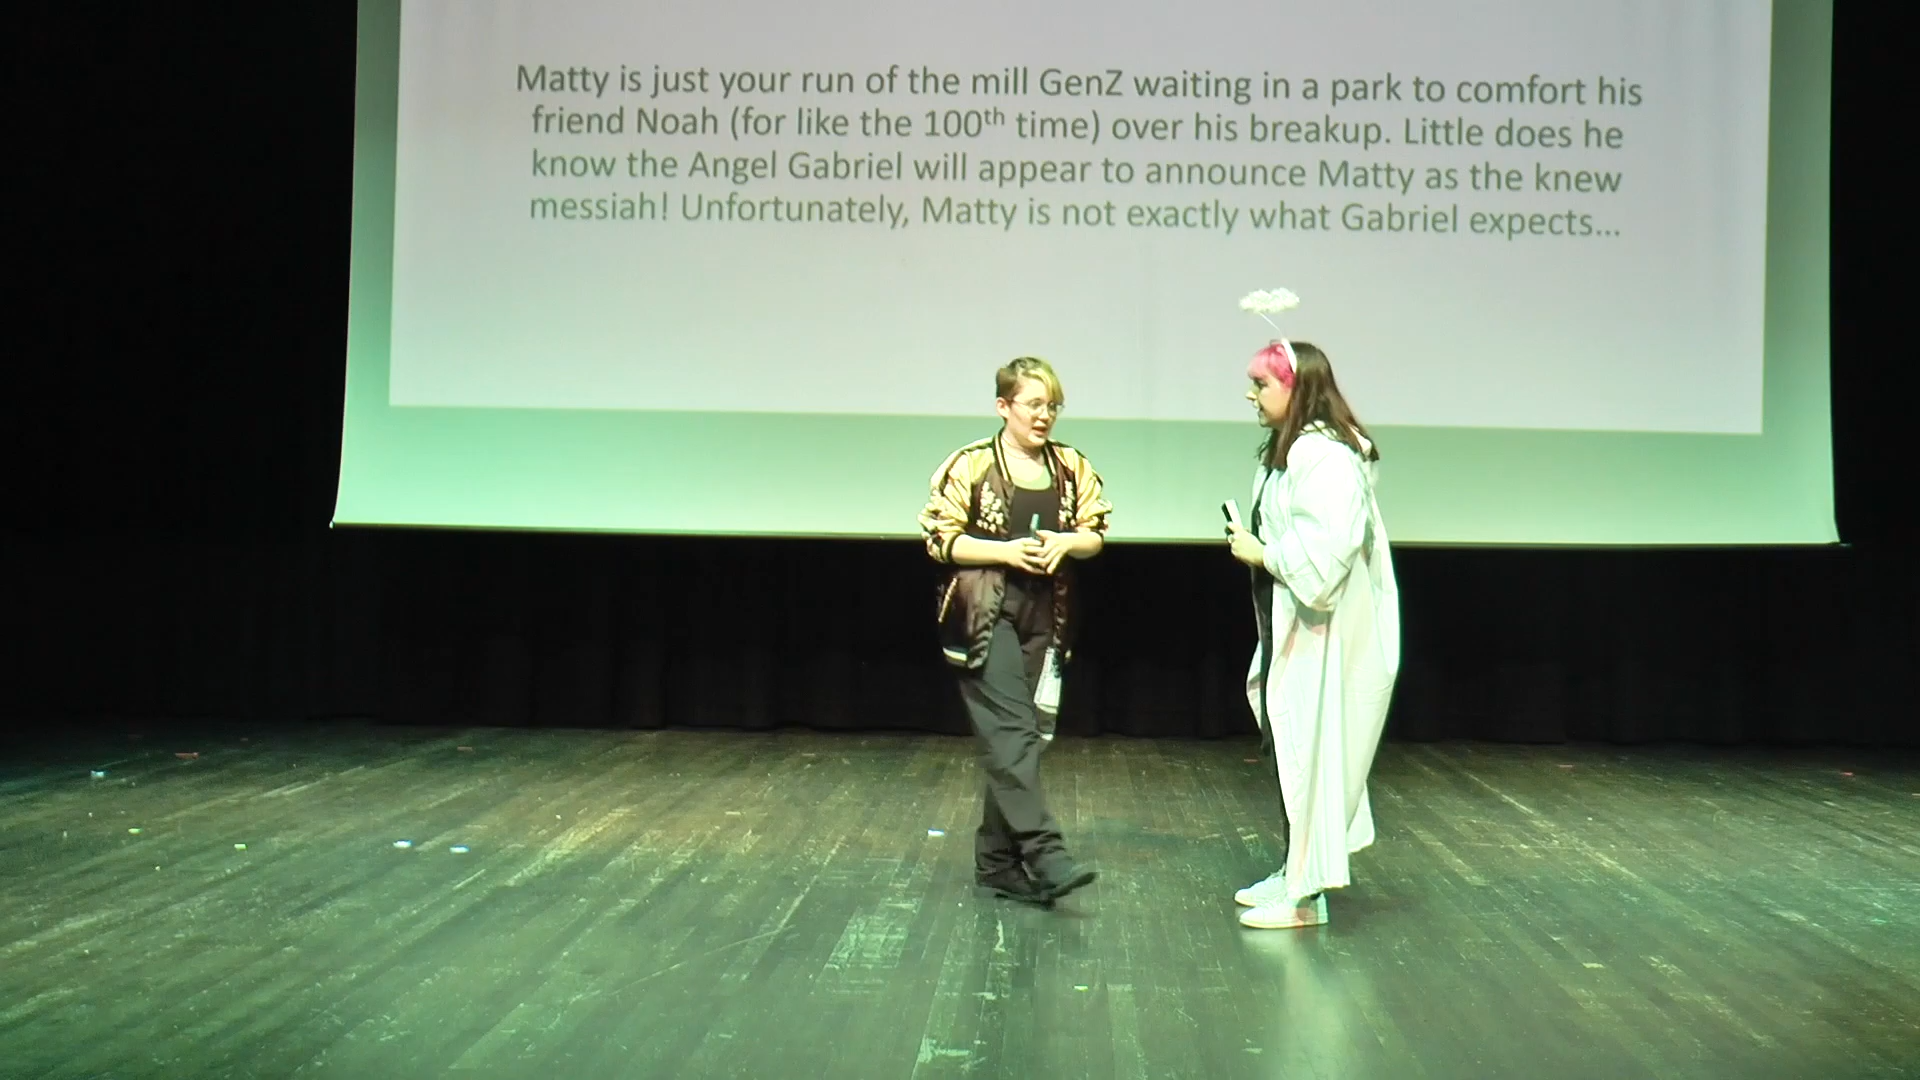 Matty is just your run of the mill GenZ waiting in a park to comfort his
friend Noah (for like the 100th time) over his breakup. Little does he
know the Angel Gabriel will appear to announce Matty as the knew
messiah! Unfortunately, Matty is not exactly what Gabriel expects...